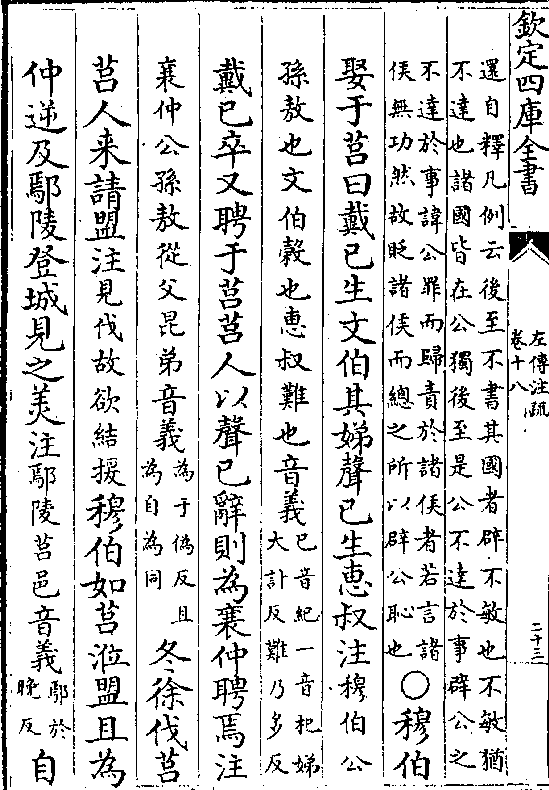 欽定四庫全書
左傳注疏
卷十八
二十三
還自釋凡例云後至不書其國者辟不敏也不敏猶
不達也諸國皆在公獨後至是公不達於事辟公之
不達於事諱公罪而歸責於諸侯者若言諸
侯無功然故貶諸侯而總之所以辟公恥也
○穆伯
娶于莒曰戴己生文伯其娣聲己生惠叔注穆伯公
孫敖也文伯穀也惠叔難也音義
己音紀一音杞娣
大計反難乃多反
戴己卒又聘于莒莒人以聲己辭則為襄仲聘焉注
襄仲公孫敖從父昆弟音義
為于偽反且
為自為同
冬徐伐莒
莒人来請盟注見伐故欲結援穆伯如莒涖盟且為
仲逆及鄢陵登城見之美注鄢陵莒邑音義
鄢於
晚反
自